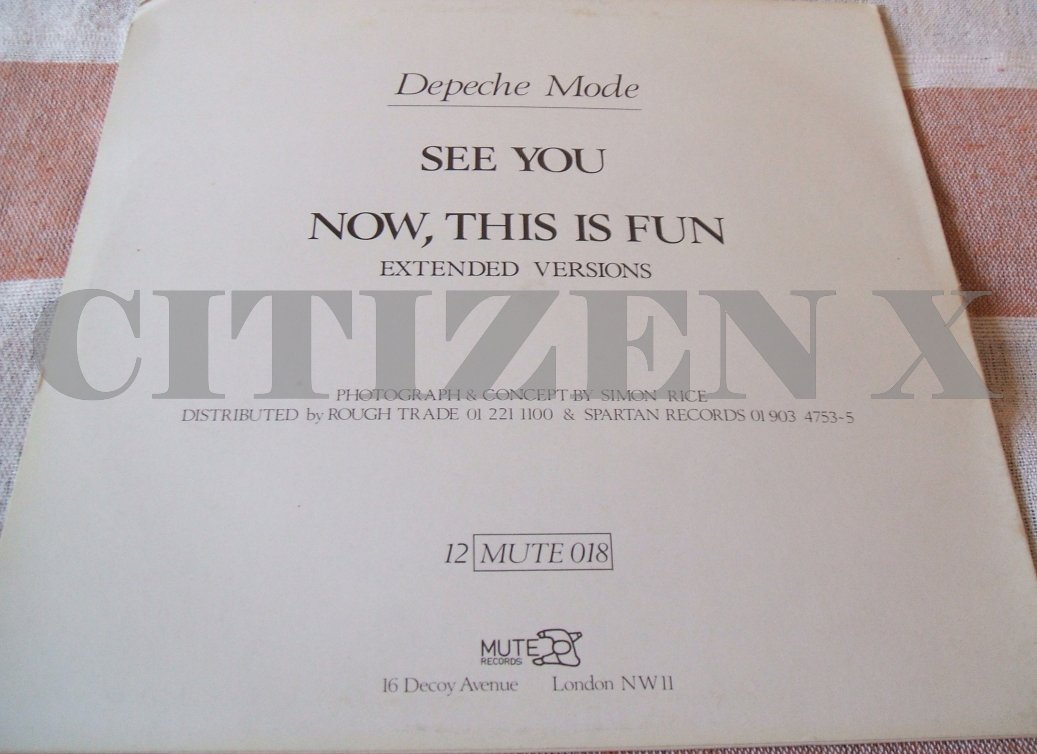 Depeche Mode
SEE YOU
NOW, THIS IS FUN
EXTENDED VERSIONS
CITIZEN X
PHOTOGRAPH & CONCEPT BY SIMON RICE
DISTRIBUTED by ROUGH TRADE 01 221 1100 & SPARTAN RECORDS 01 903 4753-5
12 MUTE 018
MUTE
RECORDS
16 Decoy Avenue London NW11